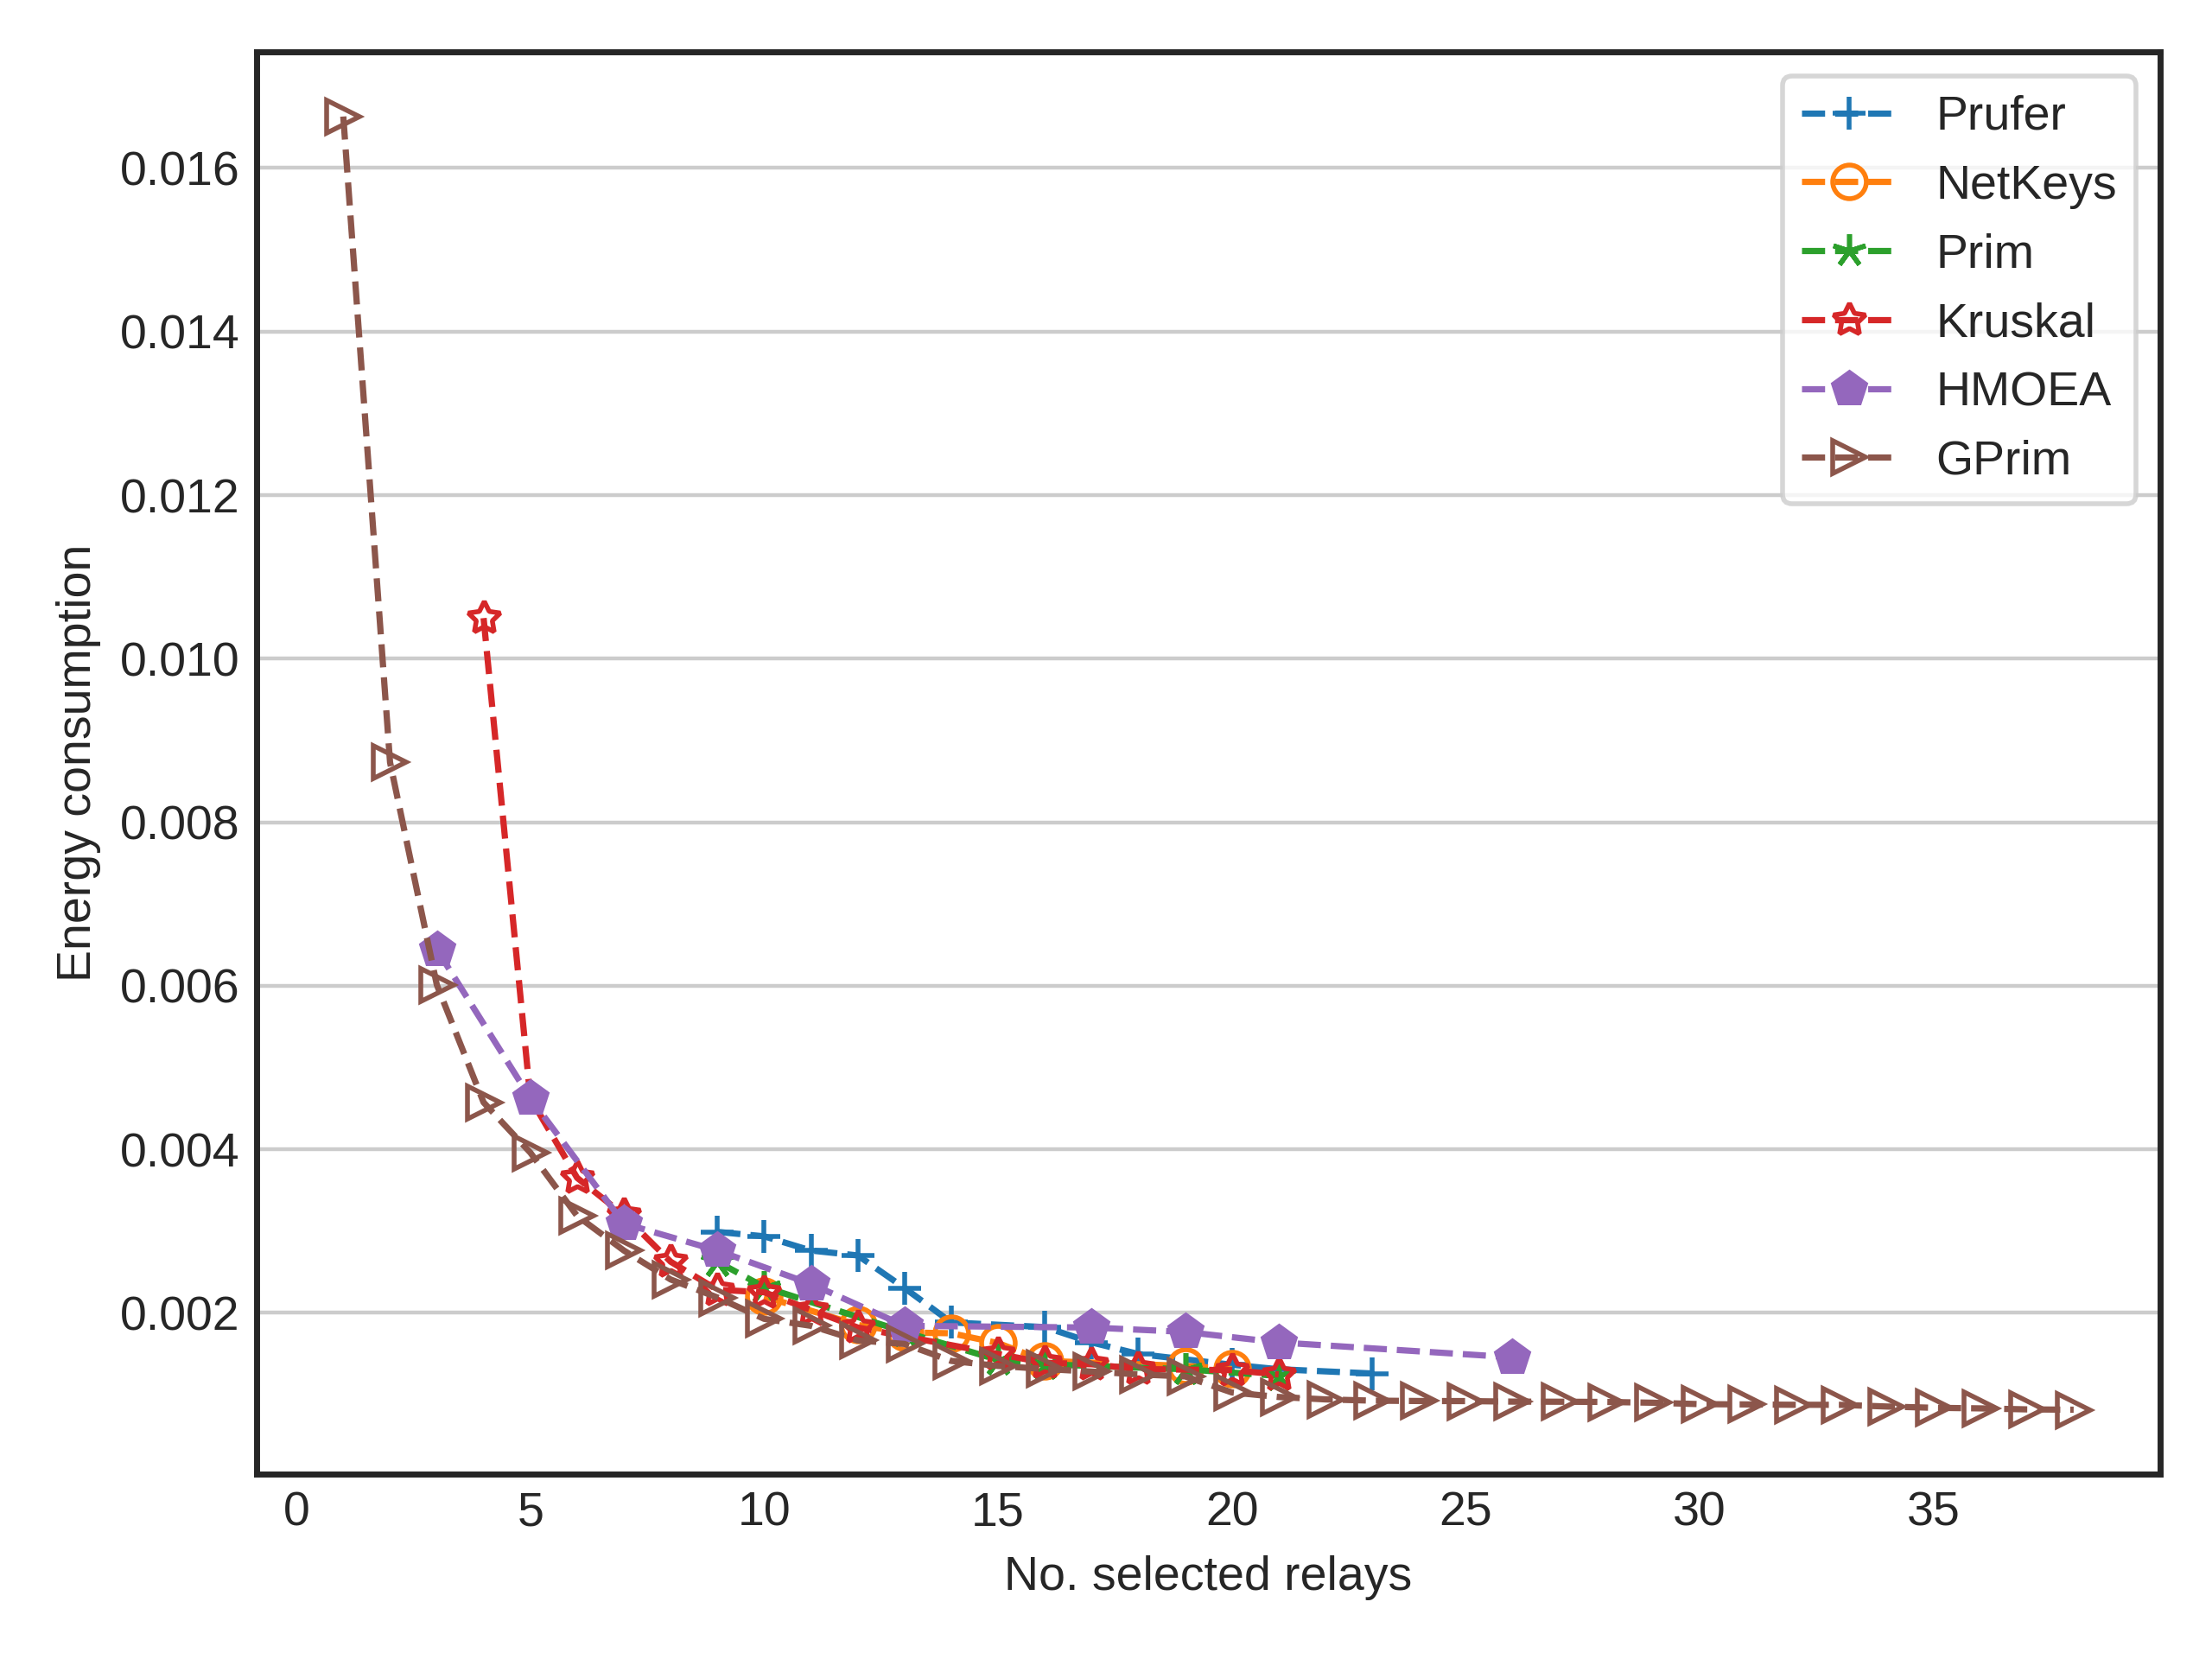 Energy consumption
0.016
0.014
0.012
0.010
0.008
0.006
0.004
0.002
Prufer
NetKeys
Prim
Kruskal
HMOEA
GPrim
0 5 10 15 20 25 30 35
No. selected relays